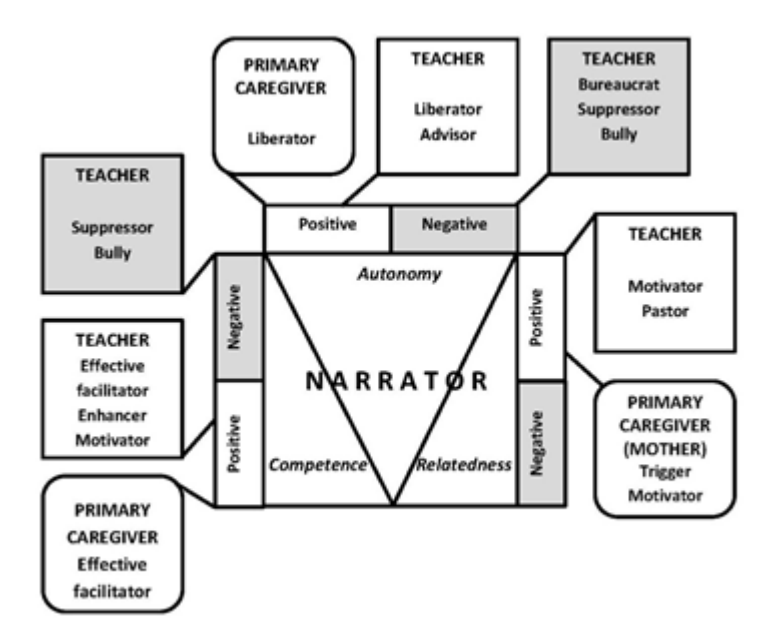 PRIMARY
CAREGIVER
Liberator
TEACHER
Liberator
Advisor
TEACHER
Bureaucrat
Suppressor
Bully
TEACHER
Suppressor
Bully
Positive
Negative
Autonomy
TEACHER
Motivator
Pastor
Negative
Positive
TEACHER
Effective
facilitator
Enhancer
Motivator
NARRATOR
Positive
Competence
Relatedness
Negative
PRIMARY
CAREGIVER
(MOTHER)
Trigger
Motivator
PRIMARY
CAREGIVER
Effective
facilitator